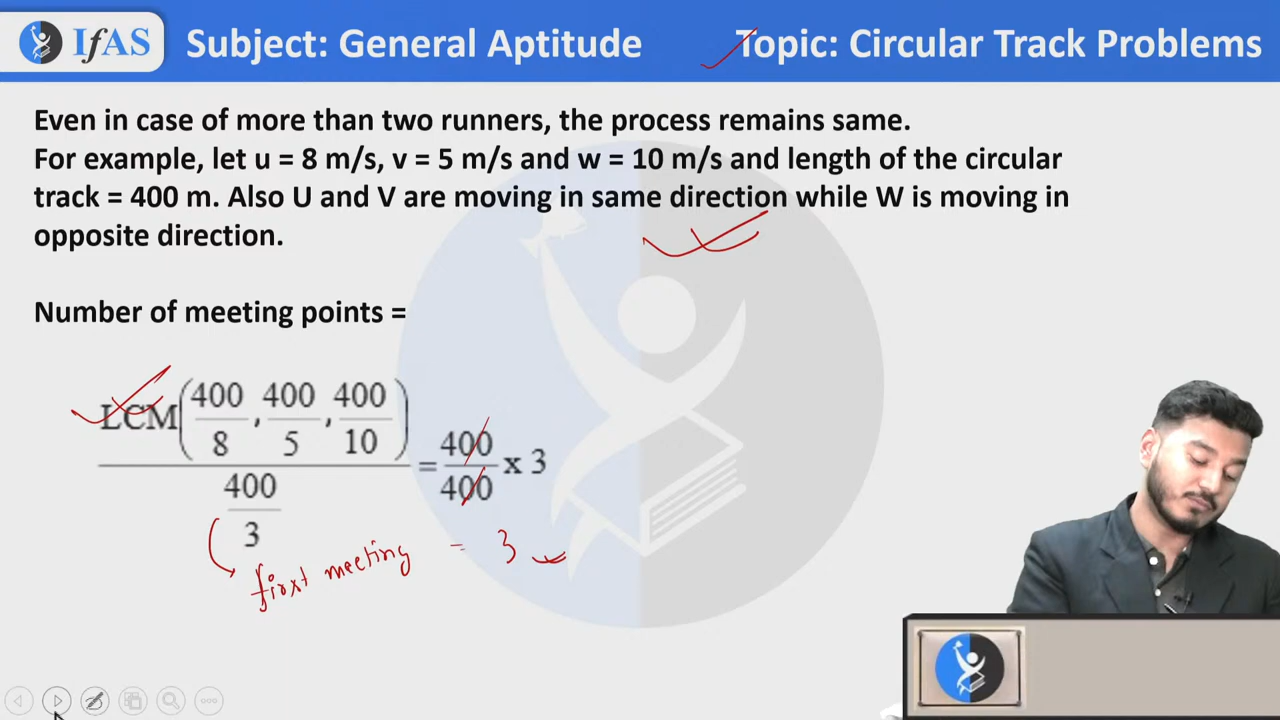 IfAS Subject: General Aptitude Topic: Circular Track Problems
Even in case of more than two runners, the process remains same.
For example, let u = 8 m/s, v = 5 m/s and w = 10 m/s and length of the circular
track = 400 m. Also U and V are moving in same direction while W is moving in
opposite direction.
Number of meeting points =
LCM(400/8, 400/5, 400/10)
400/3
= 400/400 x 3
first meeting = 3